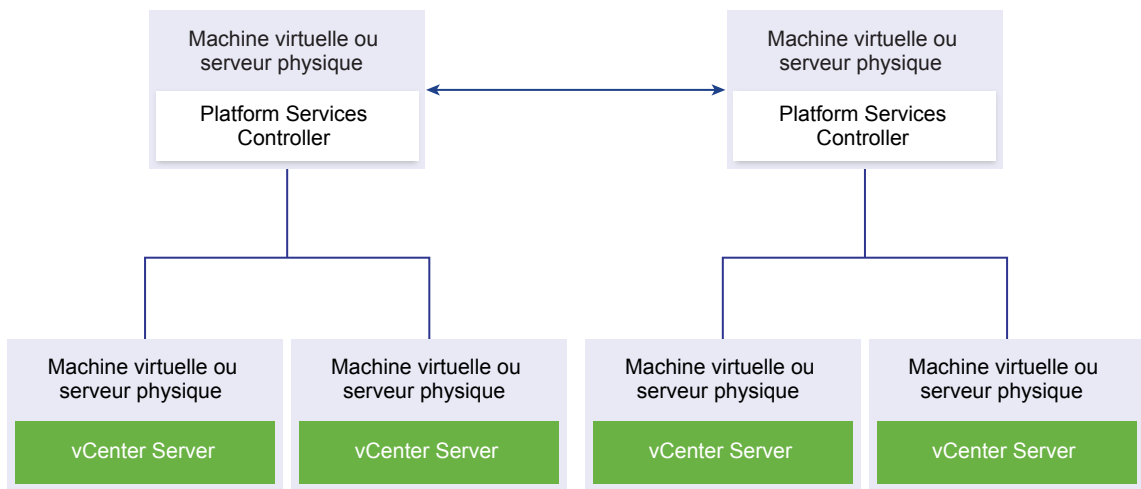 Machine virtuelle ou
serveur physique
Platform Services
Controller
Machine virtuelle ou
serveur physique
Platform Services
Controller
Machine virtuelle ou
serveur physique
vCenter Server
Machine virtuelle ou
serveur physique
vCenter Server
Machine virtuelle ou
serveur physique
vCenter Server
Machine virtuelle ou
serveur physique
vCenter Server